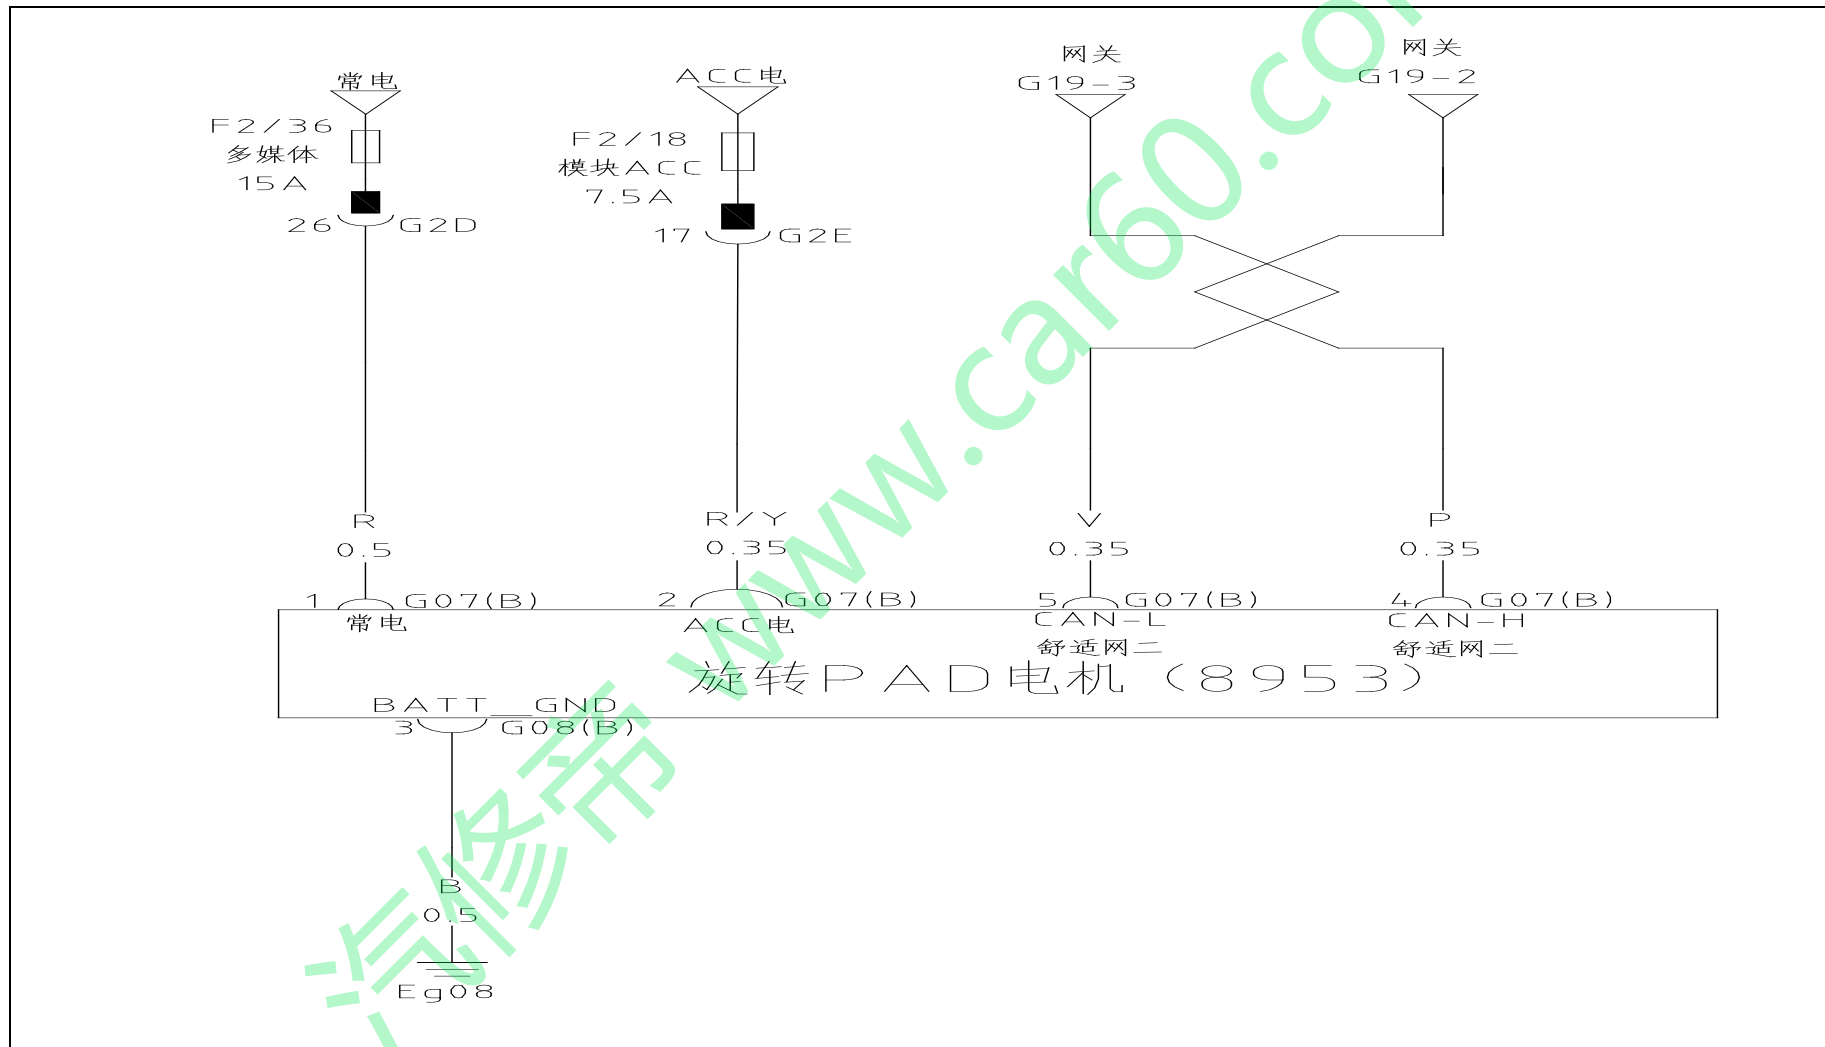 常电
F2/36
多媒体
15A
26
G2D
R
0.5
1
G07(B)
常电
ACC电
F2/18
模块ACC
7.5A
17
G2E
R/Y
0.35
2
G07(B)
ACC电
网关
G19-3
V
0.35
5
G07(B)
CAN-L
舒适网二
网关
G19-2
P
0.35
4
G07(B)
CAN-H
舒适网二
旋转PAD电机(8953)
BATT_GND
3
G08(B)
B
0.5
Eg08
汽修帝 www.car60.co